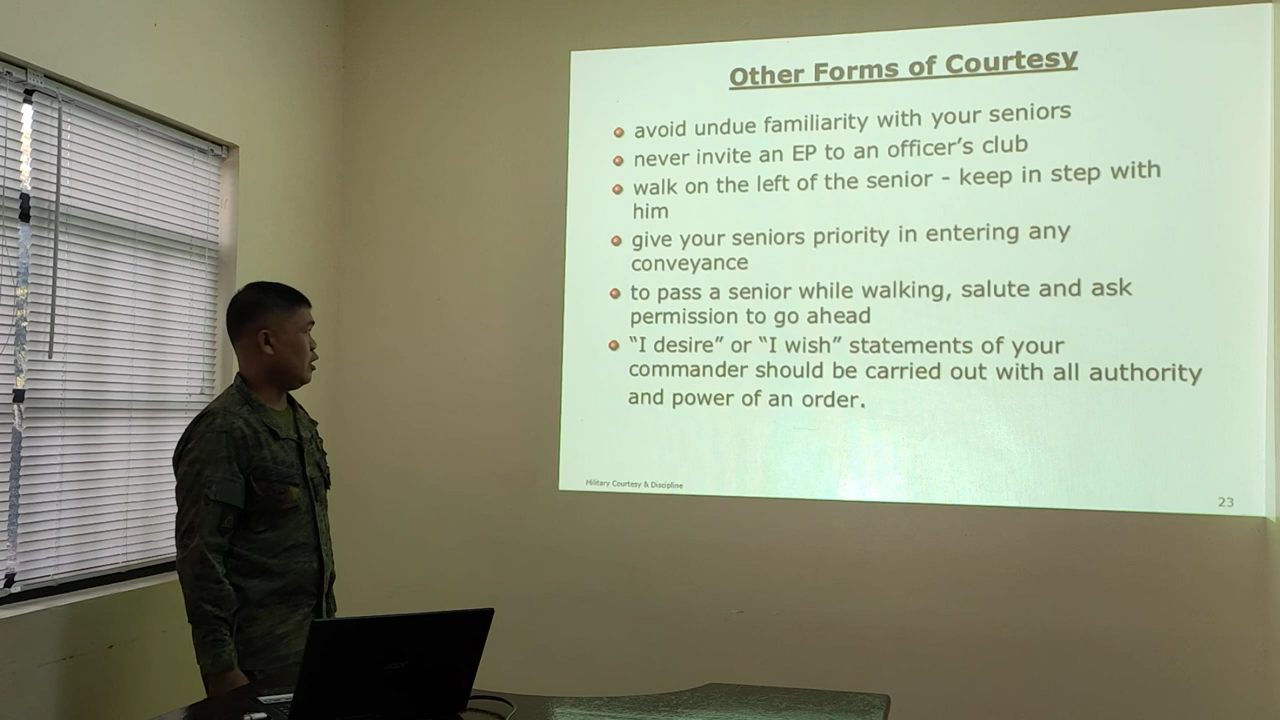 Other Forms of Courtesy
avoid undue familiarity with your seniors
never invite an EP to an officer's club
walk on the left of the senior - keep in step with
him
give your seniors priority in entering any
conveyance
to pass a senior while walking, salute and ask
permission to go ahead
"I desire" or "I wish" statements of your
commander should be carried out with all authority
and power of an order.
Military Courtesy & Discipline
23
acer